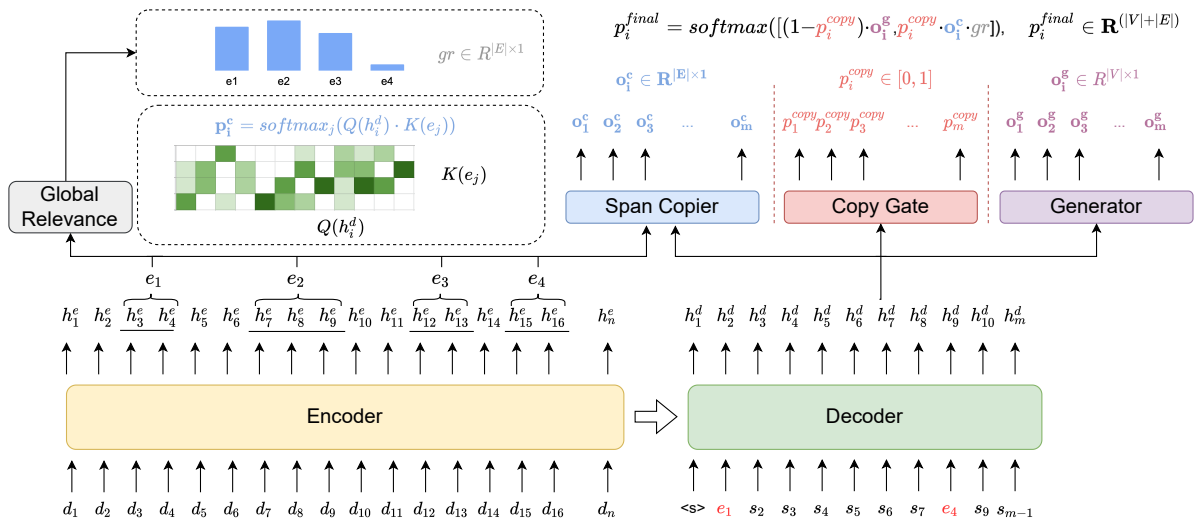 p_i^{final} = softmax([(1−p_i^{copy})·o_i^g, p_i^{copy}·o_i^c·gr]), p_i^{final} ∈ R^{(|V|+|E|)}
gr ∈ R^{|E|×1}
e1 e2 e3 e4
p_i^c = softmax_j(Q(h_i^d) · K(e_j))
K(e_j)
Q(h_i^d)
Global
Relevance
o_i^c ∈ R^{|E|×1} p_i^{copy} ∈ [0, 1] o_i^g ∈ R^{|V|×1}
o_1^c o_2^c o_3^c ... o_m^c p_1^{copy} p_2^{copy} p_3^{copy} ... p_m^{copy} o_1^g o_2^g o_3^g ... o_m^g
Span Copier Copy Gate Generator
e_1 e_2 e_3 e_4
h_1^e h_2^e h_3^e h_4^e h_5^e h_6^e h_7^e h_8^e h_9^e h_10^e h_11^e h_12^e h_13^e h_14^e h_15^e h_16^e h_n^e h_1^d h_2^d h_3^d h_4^d h_5^d h_6^d h_7^d h_8^d h_9^d h_10^d h_m^d
Encoder Decoder
d_1 d_2 d_3 d_4 d_5 d_6 d_7 d_8 d_9 d_10 d_11 d_12 d_13 d_14 d_15 d_16 d_n <s> e_1 s_2 s_3 s_4 s_5 s_6 s_7 e_4 s_9 s_{m−1}